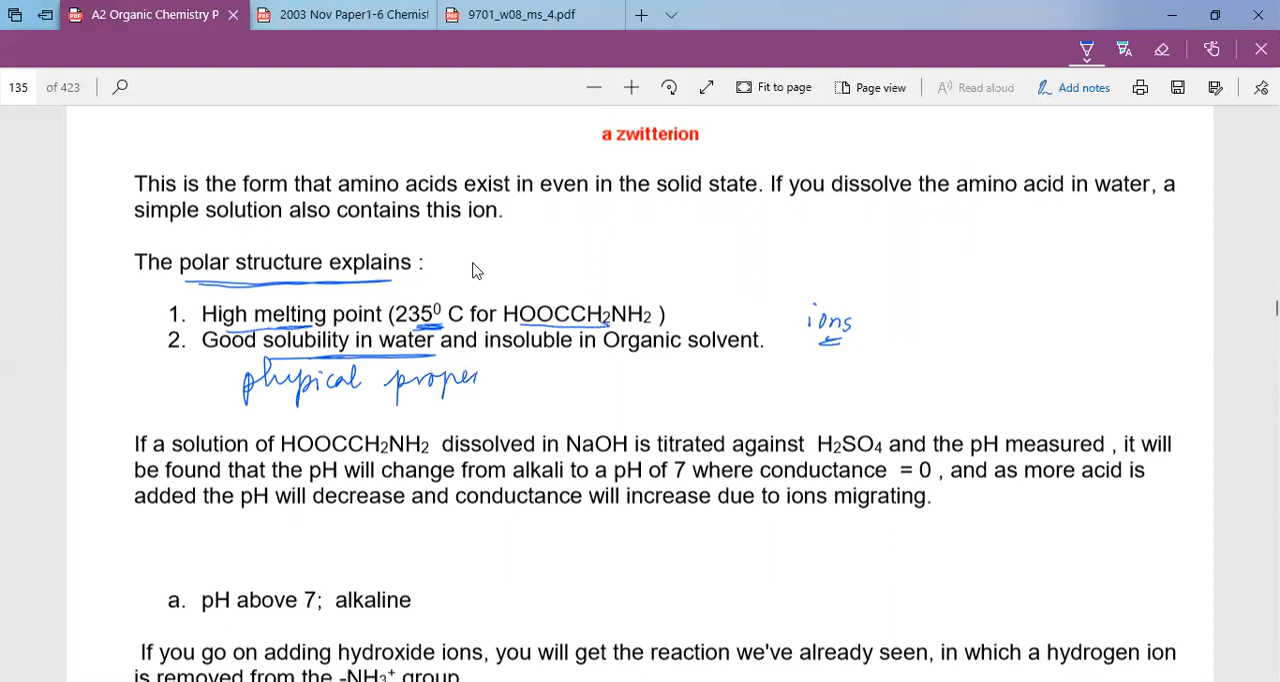 A2 Organic Chemistry P
2003 Nov Paper1-6 Chemist
9701_w08_ms_4.pdf
135 of 423
Fit to page
Page view
Read aloud
Add notes
a zwitterion
This is the form that amino acids exist in even in the solid state. If you dissolve the amino acid in water, a
simple solution also contains this ion.
The polar structure explains :
1. High melting point (235⁰ C for HOOCCH₂NH₂ )
ions
2. Good solubility in water and insoluble in Organic solvent.
physical proper
If a solution of HOOCCH₂NH₂ dissolved in NaOH is titrated against H₂SO₄ and the pH measured , it will
be found that the pH will change from alkali to a pH of 7 where conductance = 0 , and as more acid is
added the pH will decrease and conductance will increase due to ions migrating.
a. pH above 7; alkaline
If you go on adding hydroxide ions, you will get the reaction we've already seen, in which a hydrogen ion
is removed from the -NH₃⁺ group